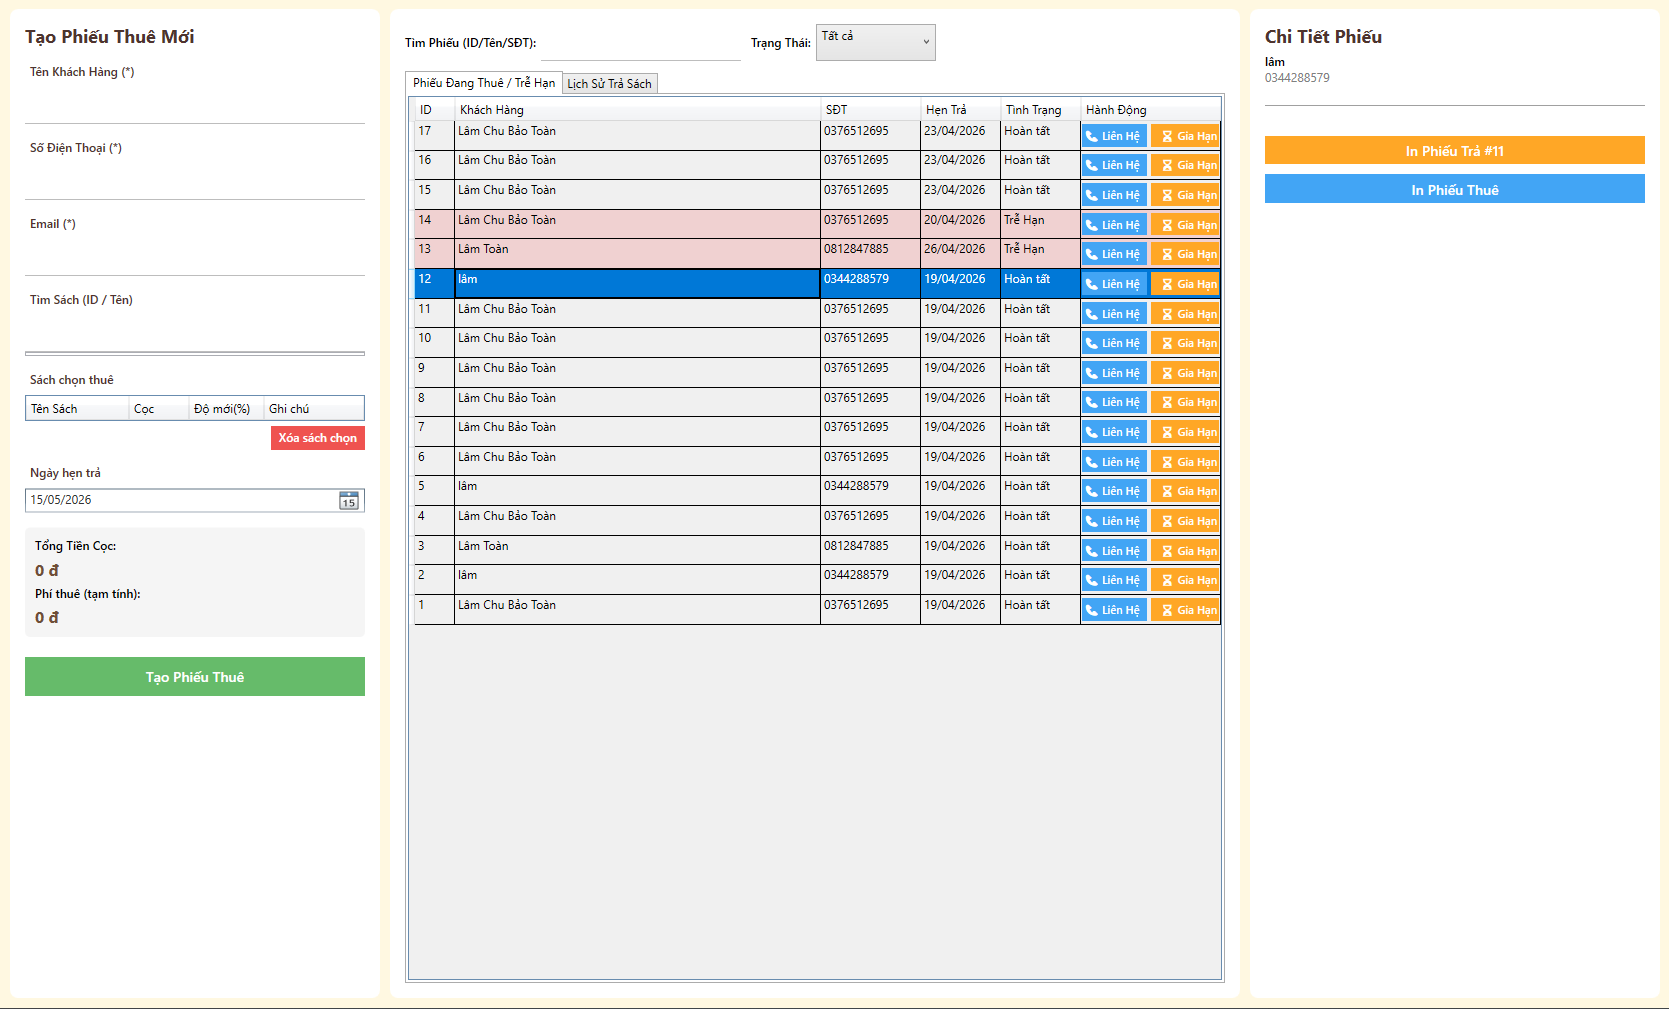 Tạo Phiếu Thuê Mới
Tên Khách Hàng (*)
Số Điện Thoại (*)
Email (*)
Tìm Sách (ID / Tên)
Sách chọn thuê
Tên Sách Cọc Độ mới(%) Ghi chú
Xóa sách chọn
Ngày hẹn trả
15/05/2026 15
Tổng Tiền Cọc:
0 đ
Phí thuê (tạm tính):
0 đ
Tạo Phiếu Thuê
Tìm Phiếu (ID/Tên/SĐT): Trạng Thái: Tất cả
Phiếu Đang Thuê / Trễ Hạn Lịch Sử Trả Sách
ID Khách Hàng SĐT Hẹn Trả Tình Trạng Hành Động
17 Lâm Chu Bảo Toàn 0376512695 23/04/2026 Hoàn tất Liên Hệ Gia Hạn
16 Lâm Chu Bảo Toàn 0376512695 23/04/2026 Hoàn tất Liên Hệ Gia Hạn
15 Lâm Chu Bảo Toàn 0376512695 23/04/2026 Hoàn tất Liên Hệ Gia Hạn
14 Lâm Chu Bảo Toàn 0376512695 20/04/2026 Trễ Hạn Liên Hệ Gia Hạn
13 Lâm Toàn 0812847885 26/04/2026 Trễ Hạn Liên Hệ Gia Hạn
12 lâm 0344288579 19/04/2026 Hoàn tất Liên Hệ Gia Hạn
11 Lâm Chu Bảo Toàn 0376512695 19/04/2026 Hoàn tất Liên Hệ Gia Hạn
10 Lâm Chu Bảo Toàn 0376512695 19/04/2026 Hoàn tất Liên Hệ Gia Hạn
9 Lâm Chu Bảo Toàn 0376512695 19/04/2026 Hoàn tất Liên Hệ Gia Hạn
8 Lâm Chu Bảo Toàn 0376512695 19/04/2026 Hoàn tất Liên Hệ Gia Hạn
7 Lâm Chu Bảo Toàn 0376512695 19/04/2026 Hoàn tất Liên Hệ Gia Hạn
6 Lâm Chu Bảo Toàn 0376512695 19/04/2026 Hoàn tất Liên Hệ Gia Hạn
5 lâm 0344288579 19/04/2026 Hoàn tất Liên Hệ Gia Hạn
4 Lâm Chu Bảo Toàn 0376512695 19/04/2026 Hoàn tất Liên Hệ Gia Hạn
3 Lâm Toàn 0812847885 19/04/2026 Hoàn tất Liên Hệ Gia Hạn
2 lâm 0344288579 19/04/2026 Hoàn tất Liên Hệ Gia Hạn
1 Lâm Chu Bảo Toàn 0376512695 19/04/2026 Hoàn tất Liên Hệ Gia Hạn
Chi Tiết Phiếu
lâm
0344288579
In Phiếu Trả #11
In Phiếu Thuê